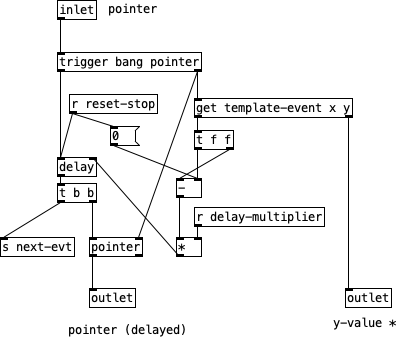 inlet pointer
trigger bang pointer
r reset-stop
get template-event x y
0
t f f
delay
-
t b b
r delay-multiplier
s next-evt
pointer
*
outlet
outlet
pointer (delayed)
y-value *